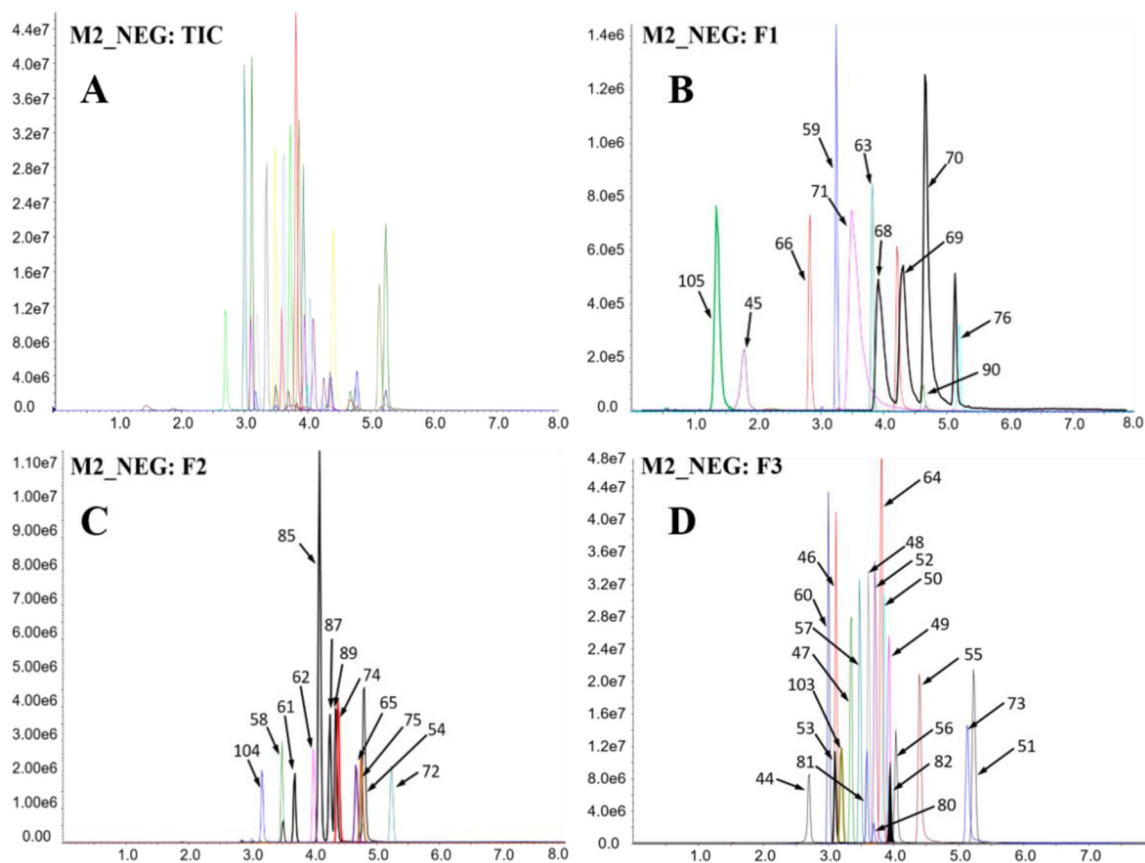 M2_NEG: TIC
A
4.4e7
4.0e7
3.6e7
3.2e7
2.8e7
2.4e7
2.0e7
1.6e7
1.2e7
8.0e6
4.0e6
0.0
1.0 2.0 3.0 4.0 5.0 6.0 7.0 8.0
M2_NEG: F1
B
1.4e6
1.2e6
1.0e6
8.0e5
6.0e5
4.0e5
2.0e5
0.0
59
63
70
71
66
68
69
105
45
76
90
1.0 2.0 3.0 4.0 5.0 6.0 7.0 8.0
M2_NEG: F2
C
1.10e7
1.00e7
9.00e6
8.00e6
7.00e6
6.00e6
5.00e6
4.00e6
3.00e6
2.00e6
1.00e6
0.00
85
87
89
74
62
65
58
61
75
54
104
72
1.0 2.0 3.0 4.0 5.0 6.0 7.0 8.0
M2_NEG: F3
D
4.8e7
4.4e7
4.0e7
3.6e7
3.2e7
2.8e7
2.4e7
2.0e7
1.6e7
1.2e7
8.0e6
4.0e6
0.0
64
48
46
52
60
50
57
49
47
55
103
73
53
56
51
81
82
44
80
1.0 2.0 3.0 4.0 5.0 6.0 7.0 8.0